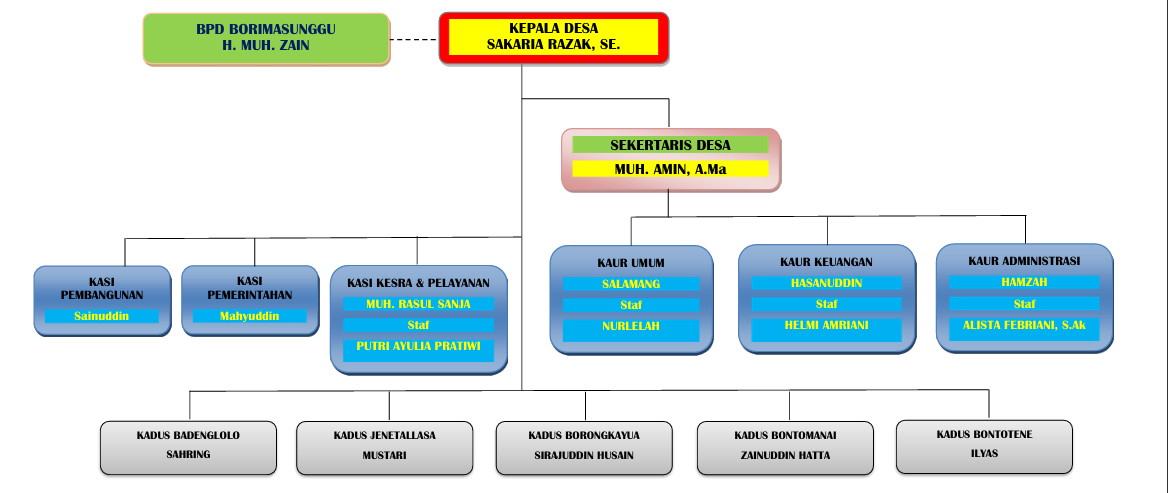 BPD BORIMASUNGGU
H. MUH. ZAIN
KEPALA DESA
SAKARIA RAZAK, SE.
SEKERTARIS DESA
MUH. AMIN, A.Ma
KASI
PEMBANGUNAN
Sainuddin
KASI
PEMERINTAHAN
Mahyuddin
KASI KESRA & PELAYANAN
MUH. RASUL SANJA
Staf
PUTRI AYULIA PRATIWI
KAUR UMUM
SALAMANG
Staf
NURLELAH
KAUR KEUANGAN
HASANUDDIN
Staf
HELMI AMRIANI
KAUR ADMINISTRASI
HAMZAH
Staf
ALISTA FEBRIANI, S.Ak
KADUS BADENGLOLO
SAHRING
KADUS JENETALLASA
MUSTARI
KADUS BORONGKAYUA
SIRAJUDDIN HUSAIN
KADUS BONTOMANAI
ZAINUDDIN HATTA
KADUS BONTOTENE
ILYAS